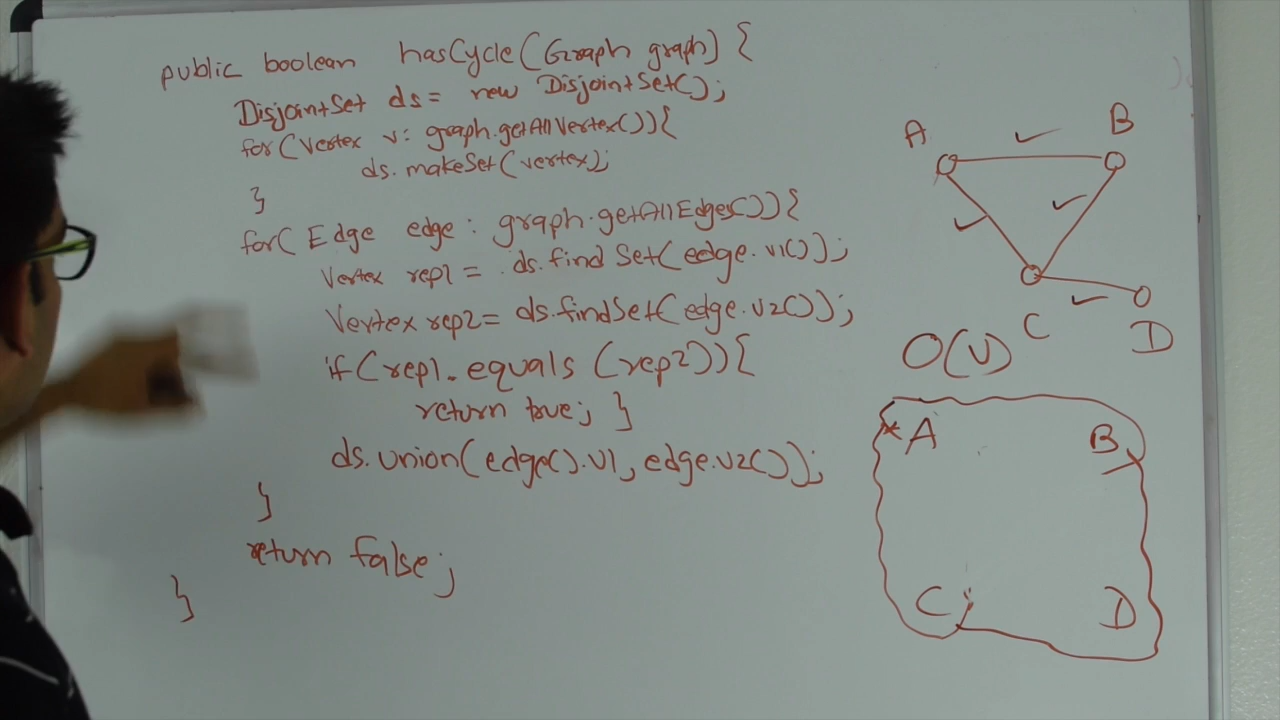 public boolean hasCycle(Graph graph) {
DisjointSet ds = new DisjointSet();
for(Vertex v: graph.getAllVertex()){
ds.makeSet(vertex);
}
for( Edge edge : graph.getAllEdges()){
Vertex rep1 = ds.findSet(edge.v1());
Vertex rep2 = ds.findSet(edge.v2());
if(rep1.equals (rep2)){
return true; }
ds.union(edge().v1, edge.v2());
}
return false;
}
A B
C D
O(V)
A B
C D